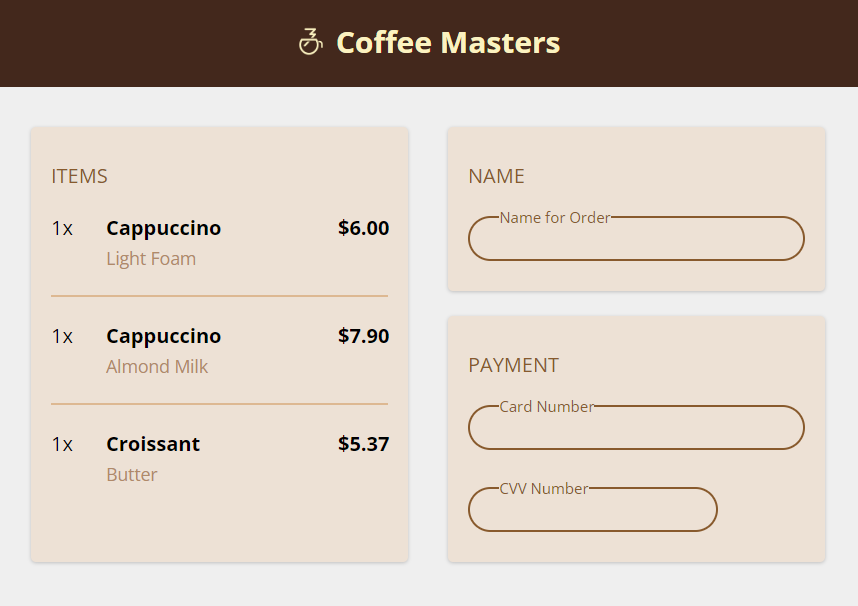 Coffee Masters
ITEMS
1x Cappuccino $6.00
Light Foam
1x Cappuccino $7.90
Almond Milk
1x Croissant $5.37
Butter
NAME
Name for Order
PAYMENT
Card Number
CVV Number